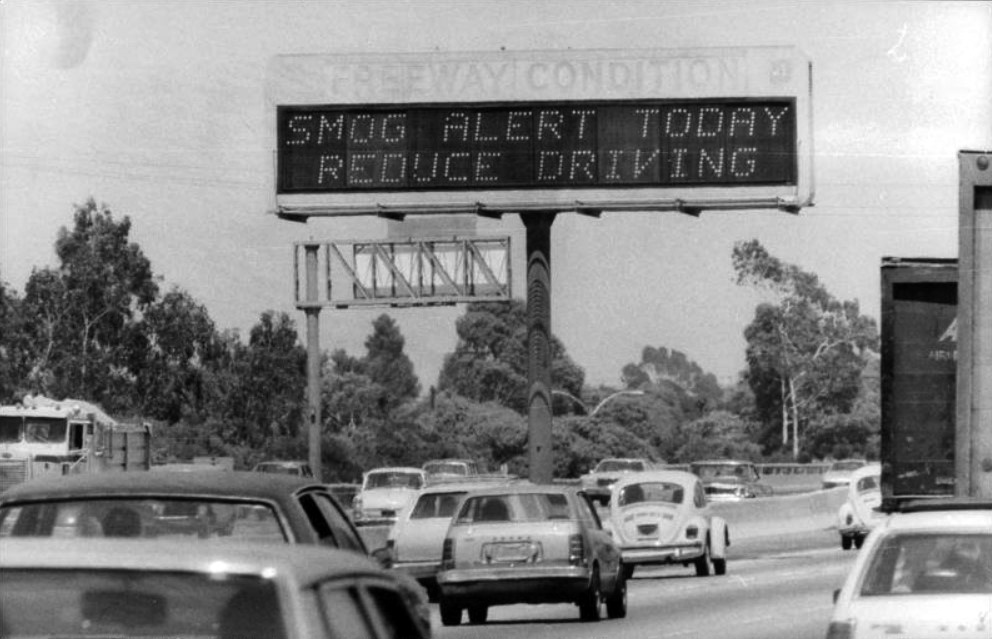 FREEWAY CONDITION
SMOG ALERT TODAY
REDUCE DRIVING